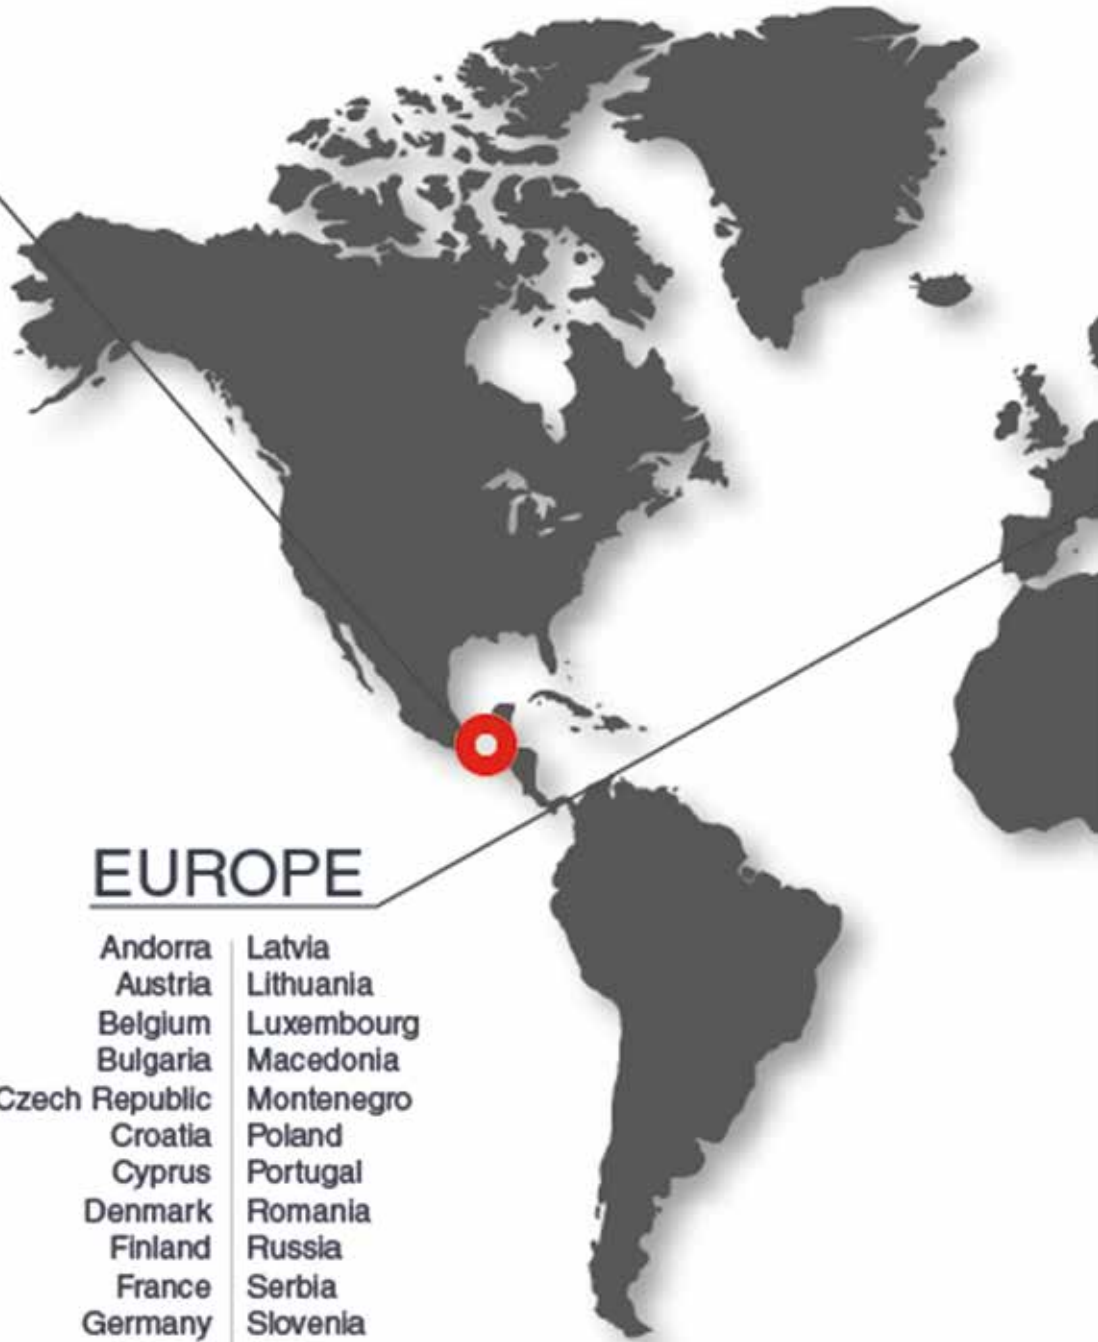 EUROPE
Andorra Latvia
Austria Lithuania
Belgium Luxembourg
Bulgaria Macedonia
Czech Republic Montenegro
Croatia Poland
Cyprus Portugal
Denmark Romania
Finland Russia
France Serbia
Germany Slovenia